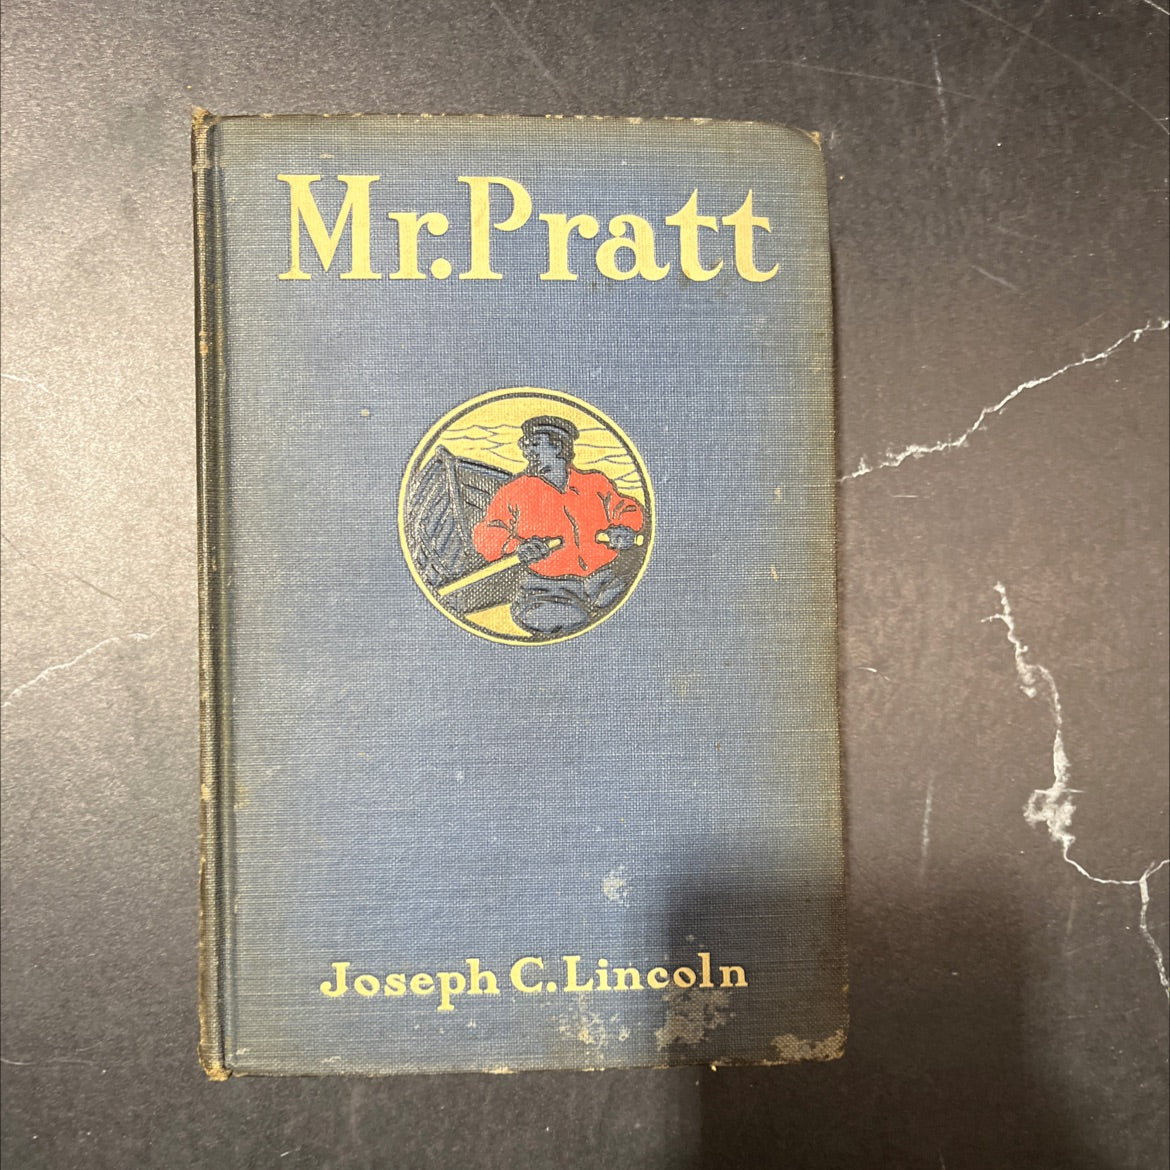 Mr. Pratt
Joseph C. Lincoln